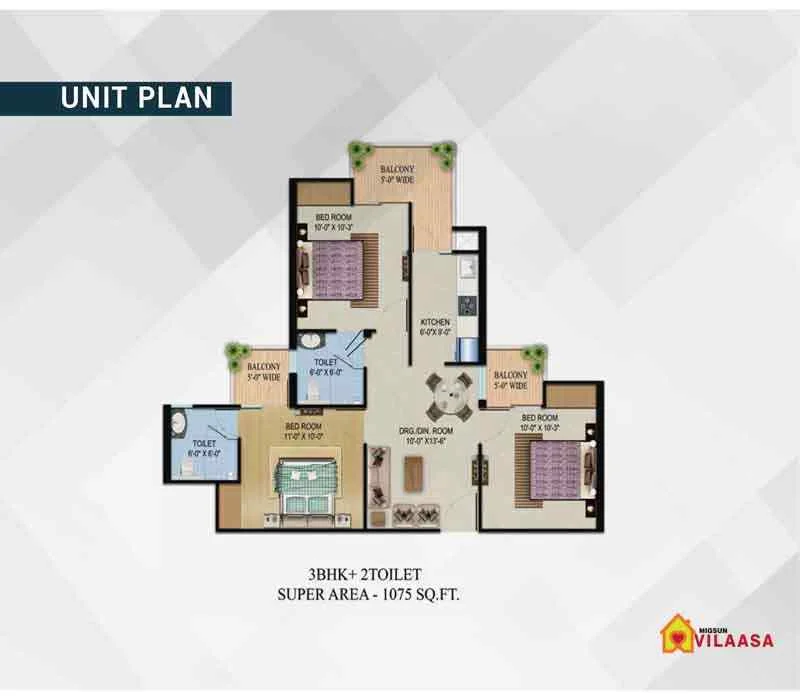 UNIT PLAN
BALCONY
5'-0" WIDE
BED ROOM
10'-0" X 10'-3"
KITCHEN
6'-0"X 8'-0"
TOILET
6'-0" X 6'-0"
BALCONY
5'-0" WIDE
BALCONY
5'-0" WIDE
BED ROOM
11'-0" X 10'-0"
DRG./DIN. ROOM
10'-0"X13'-6"
BED ROOM
10'-0" X 10'-3"
TOILET
6'-0" X 6'-0"
3BHK+ 2TOILET
SUPER AREA - 1075 SQ.FT.
MIGSUN
VILAASA